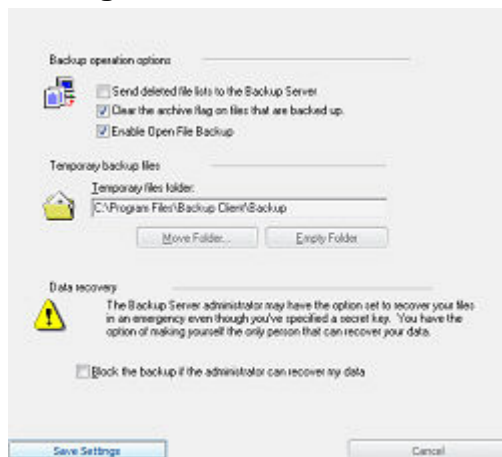 Backup operation options
Send deleted file lists to the Backup Server
Clear the archive flag on files that are backed up.
Enable Open File Backup
Temporary backup files
Temporary files folder:
C:\Program Files\Backup Client\Backup
Move Folder...
Empty Folder
Data recovery
The Backup Server administrator may have the option set to recover your files
in an emergency even though you've specified a secret key. You have the
option of making yourself the only person that can recover your data.
Block the backup if the administrator can recover my data
Save Settings
Cancel